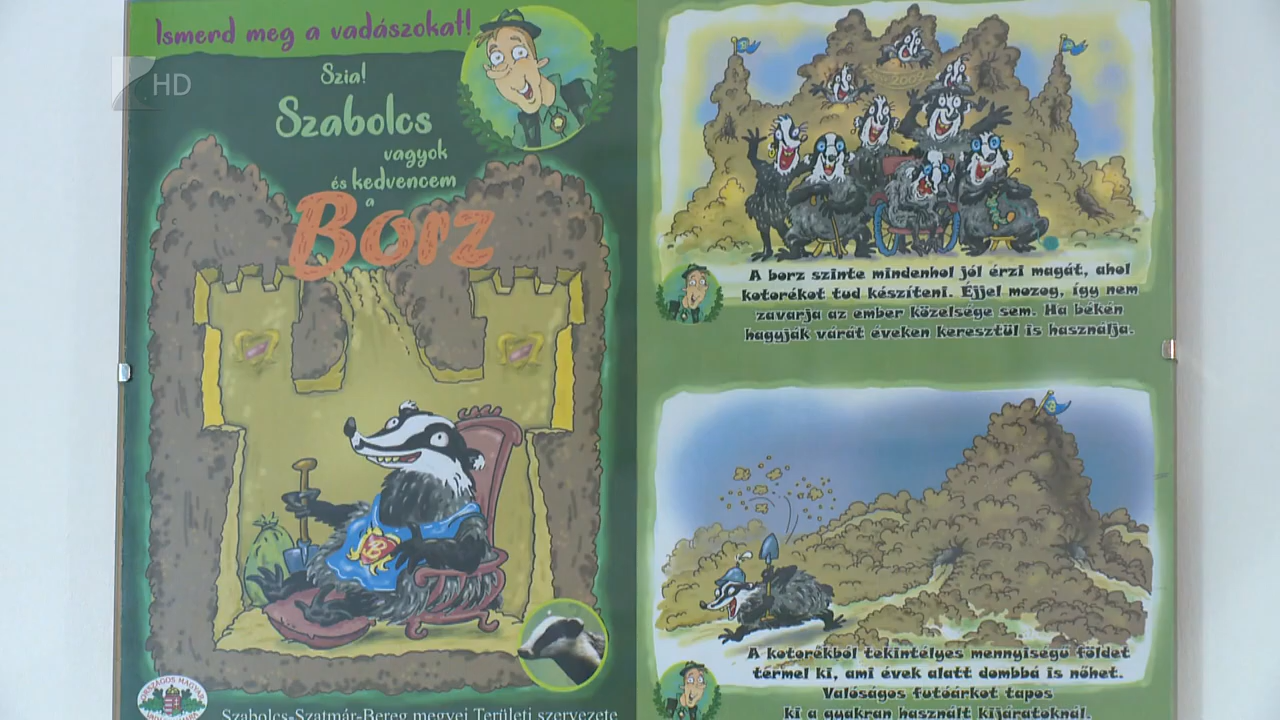 HD
Ismerd meg a vadászokat!
Szia!
Szabolcs
vagyok
és kedvencem
a
Borz
B
ORSZÁGOS MAGYAR
Szabolcs-Szatmár-Bereg megyei Területi szervezete
A borz szinte mindenhol jól érzi magát, ahol
kotorékot tud készíteni. Éjjel mozog, így nem
zavarja az ember közelsége sem. Ha békén
hagyják várát éveken keresztül is használja.
A kotorékból tekintélyes mennyiségű földet
termel ki, ami évek alatt dombbá is nőhet.
Valóságos futóárkot tapos
ki a gyakran használt kijáratoknál.